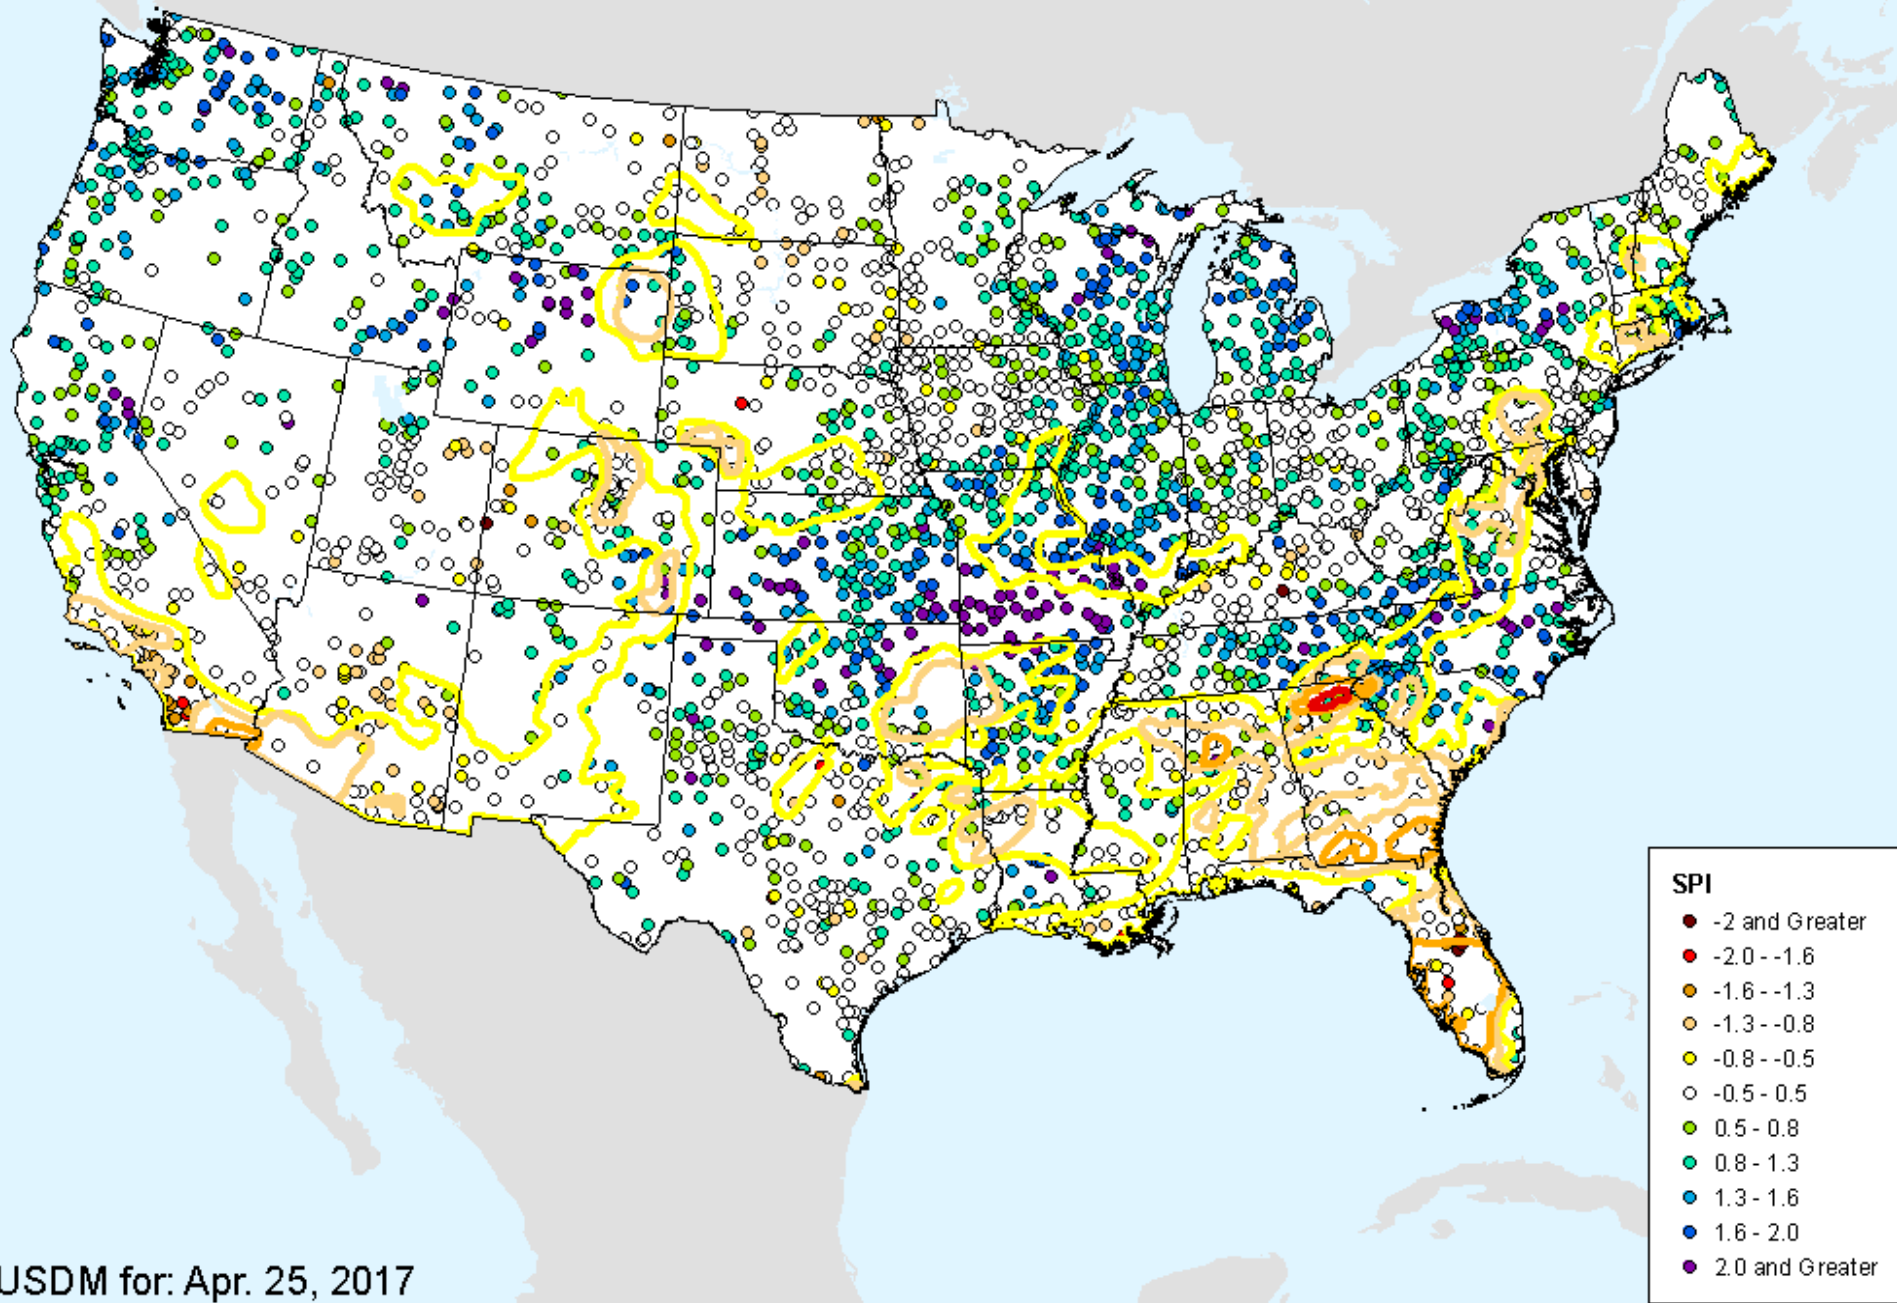 SPI
-2 and Greater
-2.0 - -1.6
-1.6 - -1.3
-1.3 - -0.8
-0.8 - -0.5
-0.5 - 0.5
0.5 - 0.8
0.8 - 1.3
1.3 - 1.6
1.6 - 2.0
2.0 and Greater
USDM for: Apr. 25, 2017